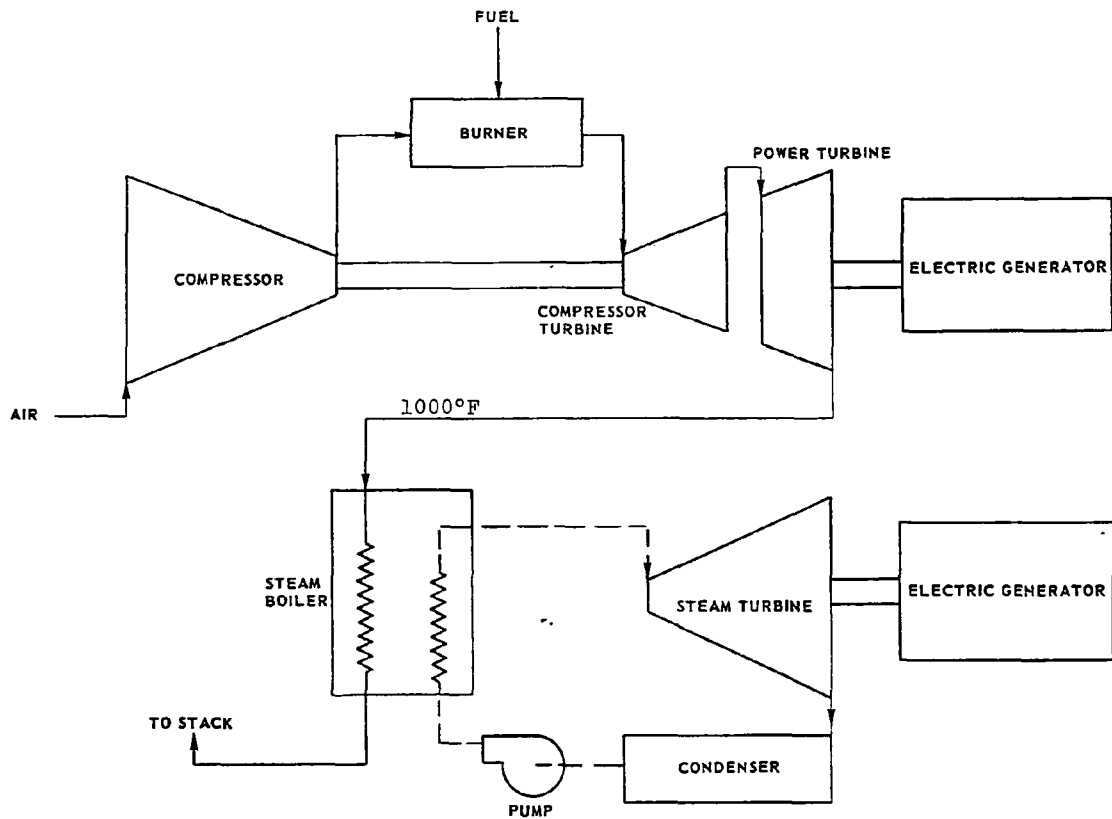 FUEL
BURNER
POWER TURBINE
COMPRESSOR
COMPRESSOR
TURBINE
ELECTRIC GENERATOR
AIR
1000°F
STEAM
BOILER
STEAM TURBINE
ELECTRIC GENERATOR
TO STACK
CONDENSER
PUMP